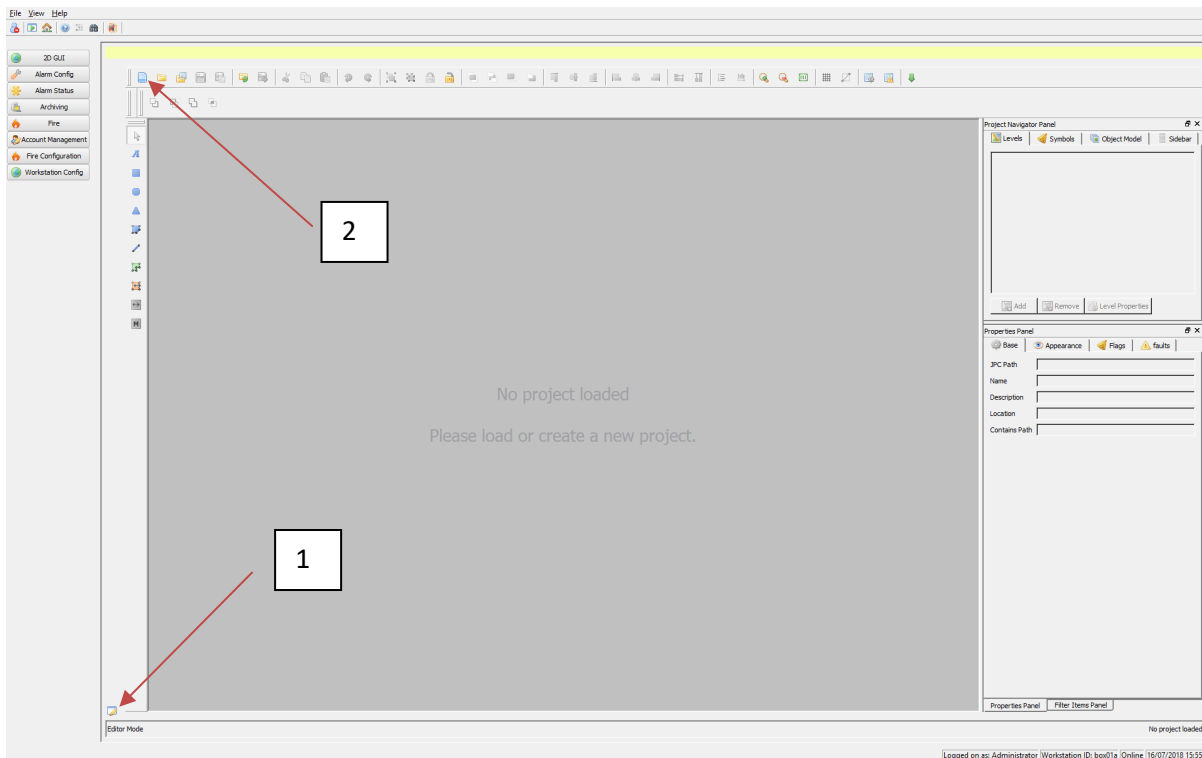 File View Help
2D GUI
Alarm Config
Alarm Status
Archiving
Fire
Account Management
Fire Configuration
Workstation Config
2
1
No project loaded
Please load or create a new project.
Project Navigator Panel
Levels Symbols Object Model Sidebar
Add Remove Level Properties
Properties Panel
Base Appearance Flags faults
JPC Path
Name
Description
Location
Contains Path
Properties Panel Filter Items Panel
Editor Mode No project loaded
Logged on as: Administrator Workstation ID: box01a Online 16/07/2018 15:55